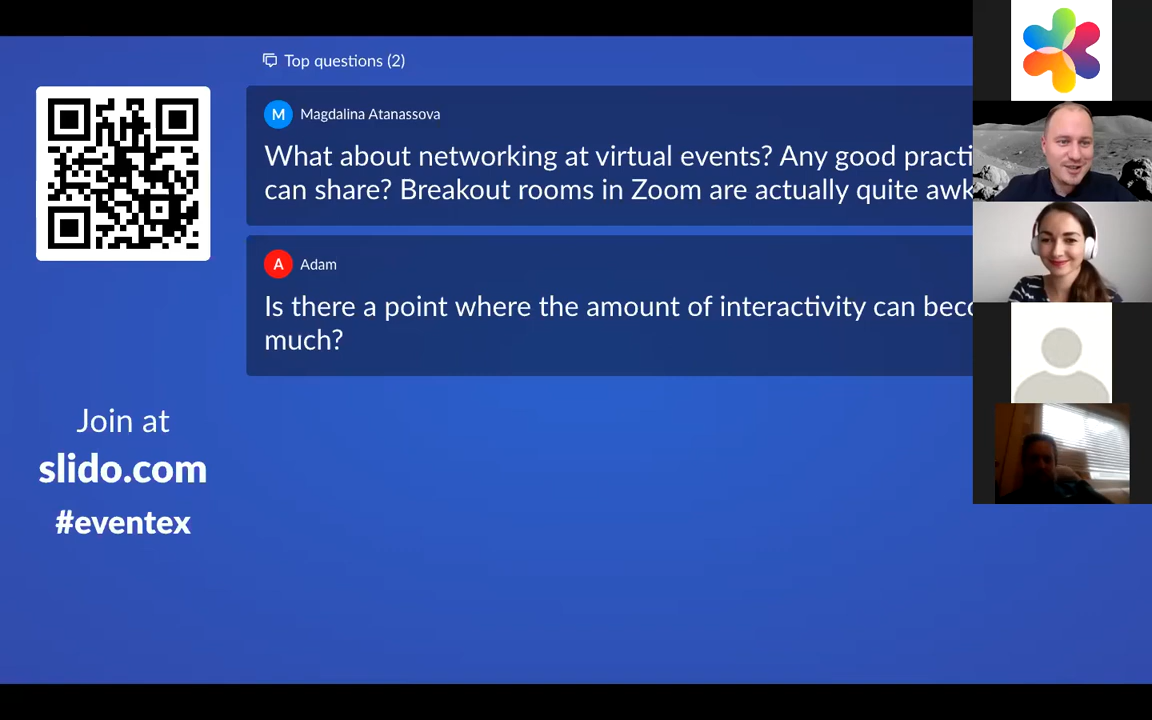 Top questions (2)
M Magdalina Atanassova
What about networking at virtual events? Any good
can share? Breakout rooms in Zoom are actually quite
A Adam
Is there a point where the amount of interactivity can
much?
Join at
slido.com
#eventex